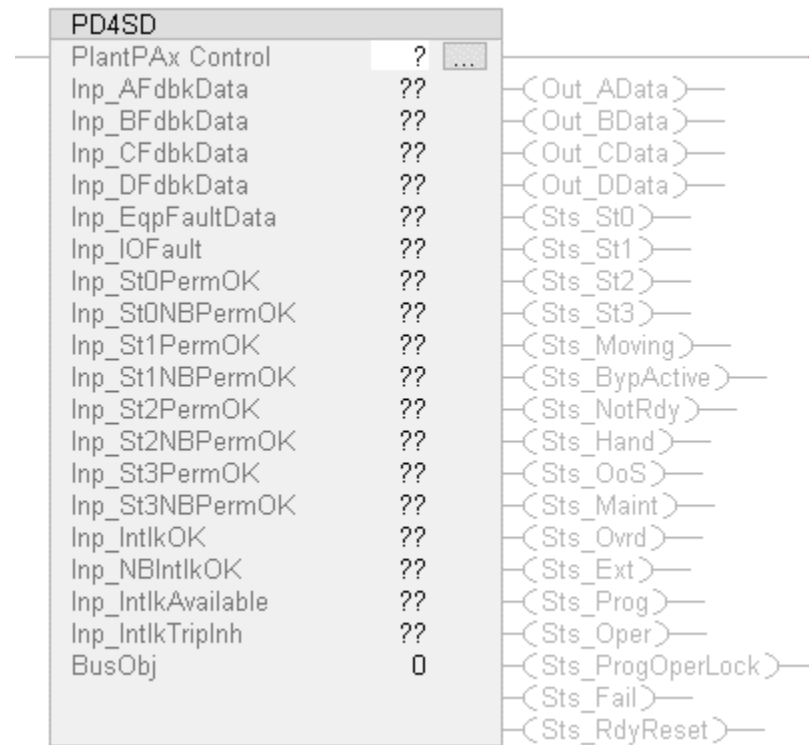 PD4SD
PlantPAx Control ? ...
Inp_AFdbkData ?? Out_AData
Inp_BFdbkData ?? Out_BData
Inp_CFdbkData ?? Out_CData
Inp_DFdbkData ?? Out_DData
Inp_EqpFaultData ?? Sts_St0
Inp_IOFault ?? Sts_St1
Inp_St0PermOK ?? Sts_St2
Inp_St0NBPermOK ?? Sts_St3
Inp_St1PermOK ?? Sts_Moving
Inp_St1NBPermOK ?? Sts_BypActive
Inp_St2PermOK ?? Sts_NotRdy
Inp_St2NBPermOK ?? Sts_Hand
Inp_St3PermOK ?? Sts_OoS
Inp_St3NBPermOK ?? Sts_Maint
Inp_IntlkOK ?? Sts_Ovrd
Inp_NBIntlkOK ?? Sts_Ext
Inp_IntlkAvailable ?? Sts_Prog
Inp_IntlkTripInh ?? Sts_Oper
BusObj 0 Sts_ProgOperLock
Sts_Fail
Sts_RdyReset